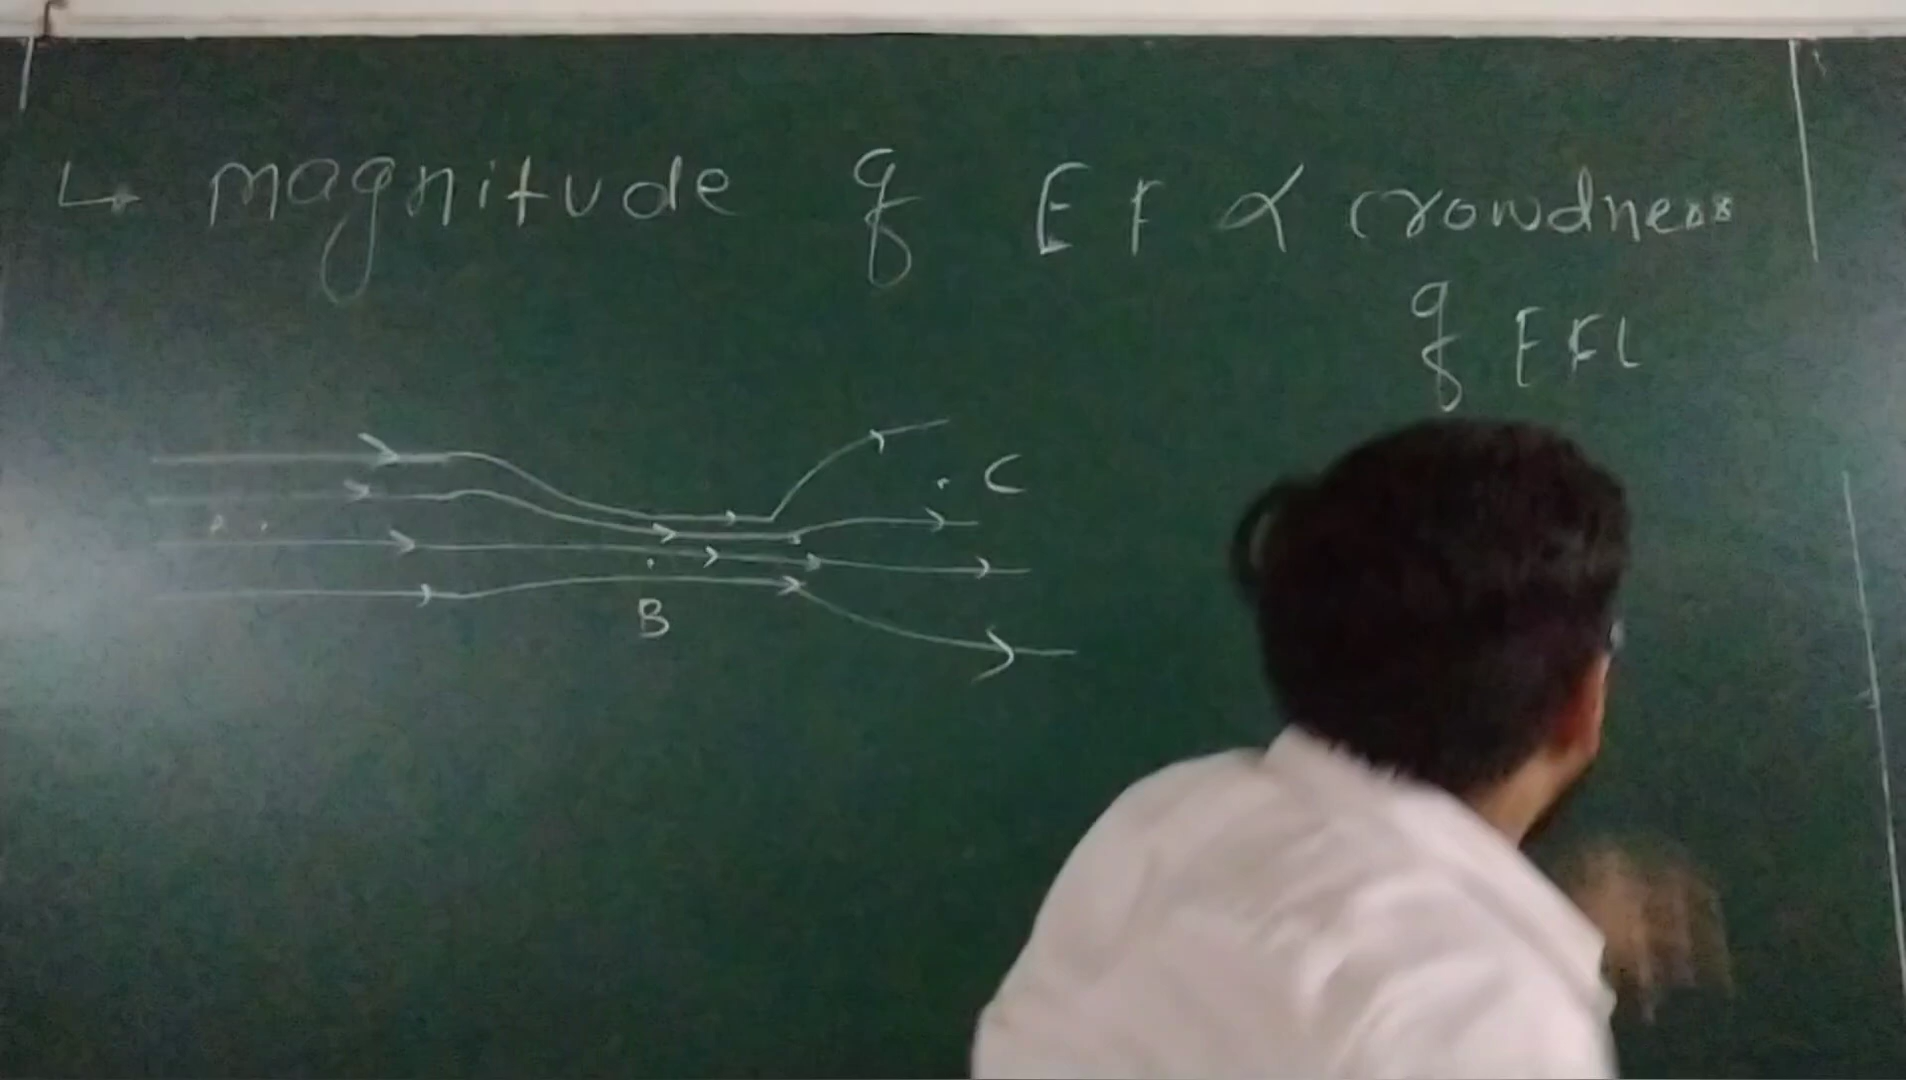 ↳ magnitude of EF ∝ crowdness
of EFL
C
B